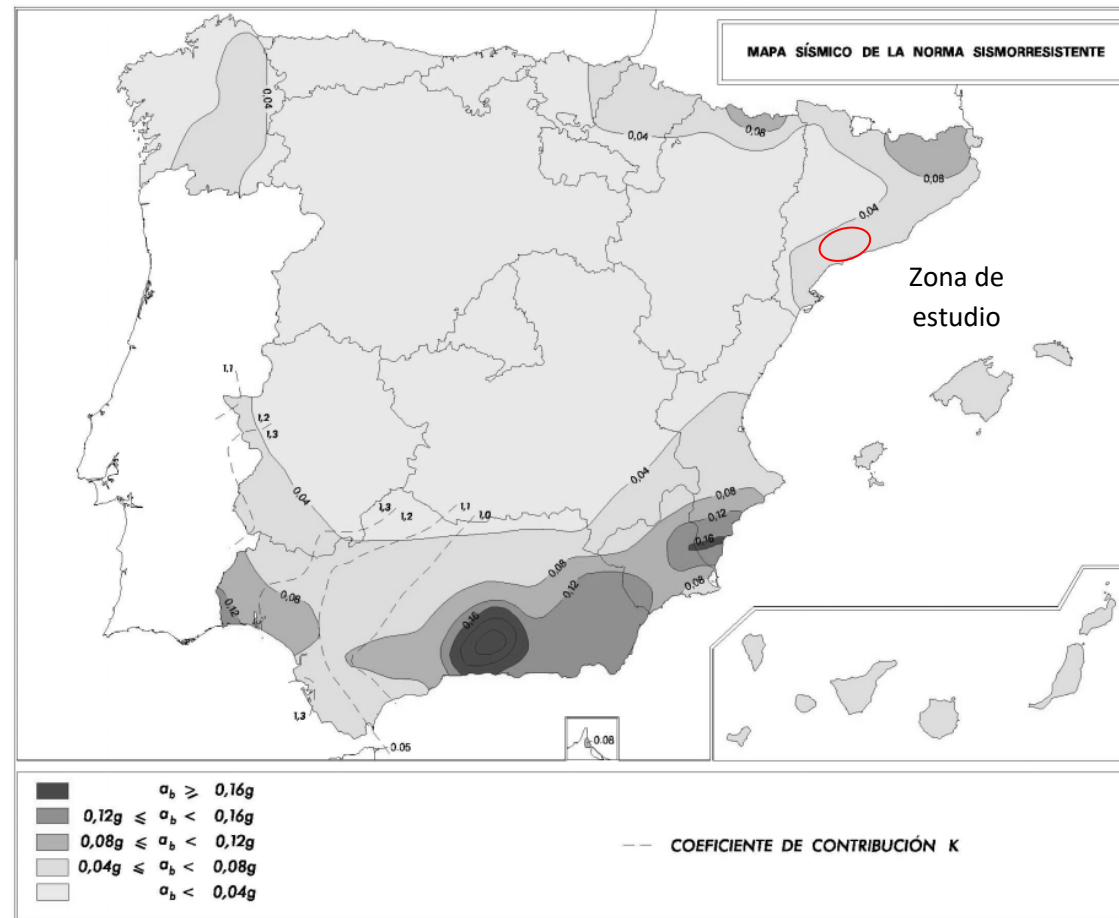 MAPA SÍSMICO DE LA NORMA SISMORRESISTENTE
0,04
0,04
0,08
0,08
0,04
Zona de
estudio
1,1
1,2
1,3
0,04
0,04
1,3
1,2
1,1
1,0
0,08
0,12
0,16
0,08
0,08
0,12
0,08
0,12
0,16
1,3
0.05
0.08
a_b ≥ 0,16g
0,12g ≤ a_b < 0,16g
0,08g ≤ a_b < 0,12g
0,04g ≤ a_b < 0,08g
a_b < 0,04g
COEFICIENTE DE CONTRIBUCIÓN K